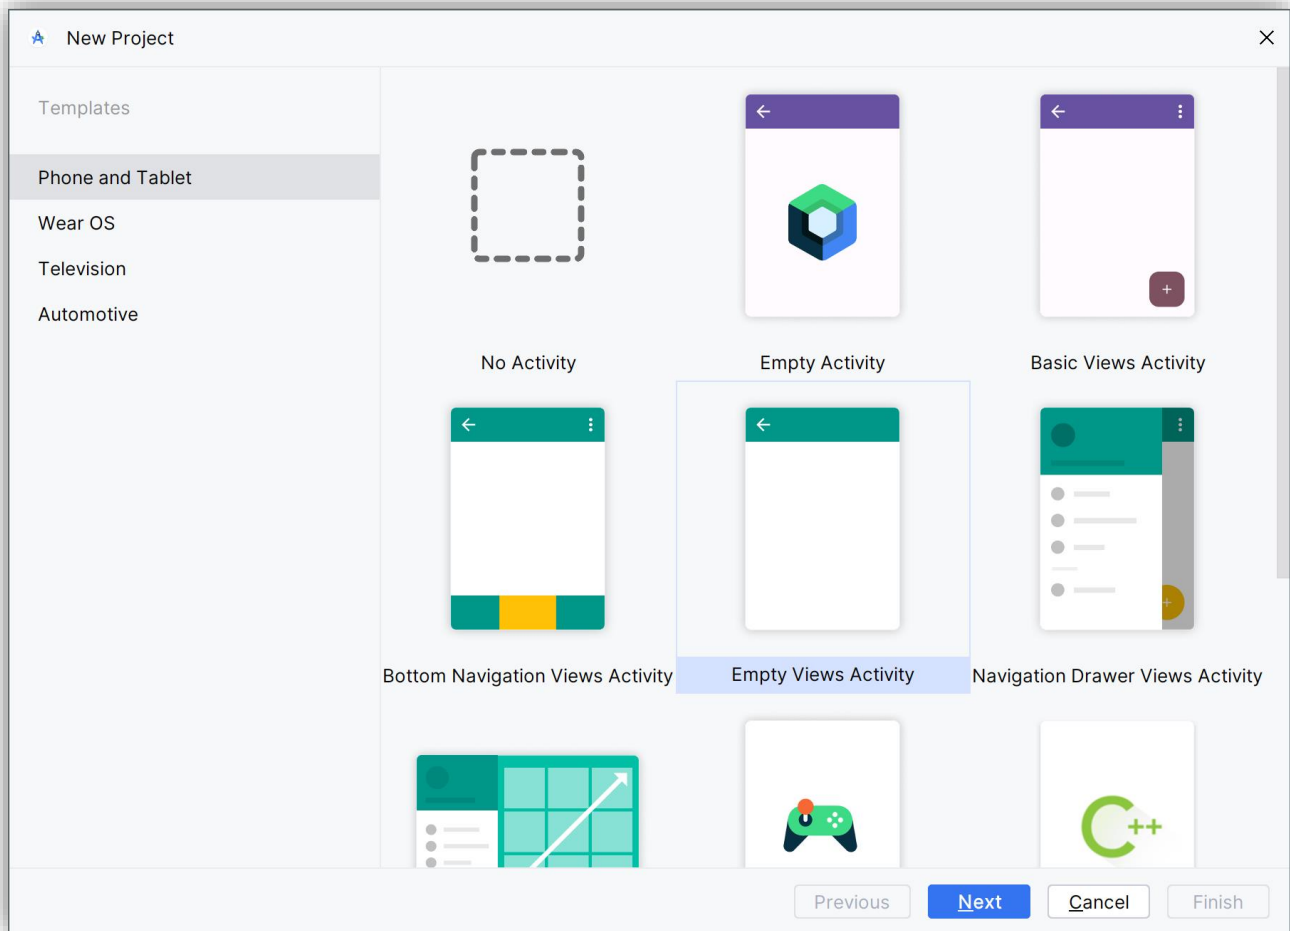 New Project
Templates
Phone and Tablet
Wear OS
Television
Automotive
No Activity
Empty Activity
Basic Views Activity
Bottom Navigation Views Activity
Empty Views Activity
Navigation Drawer Views Activity
C++
Previous
Next
Cancel
Finish